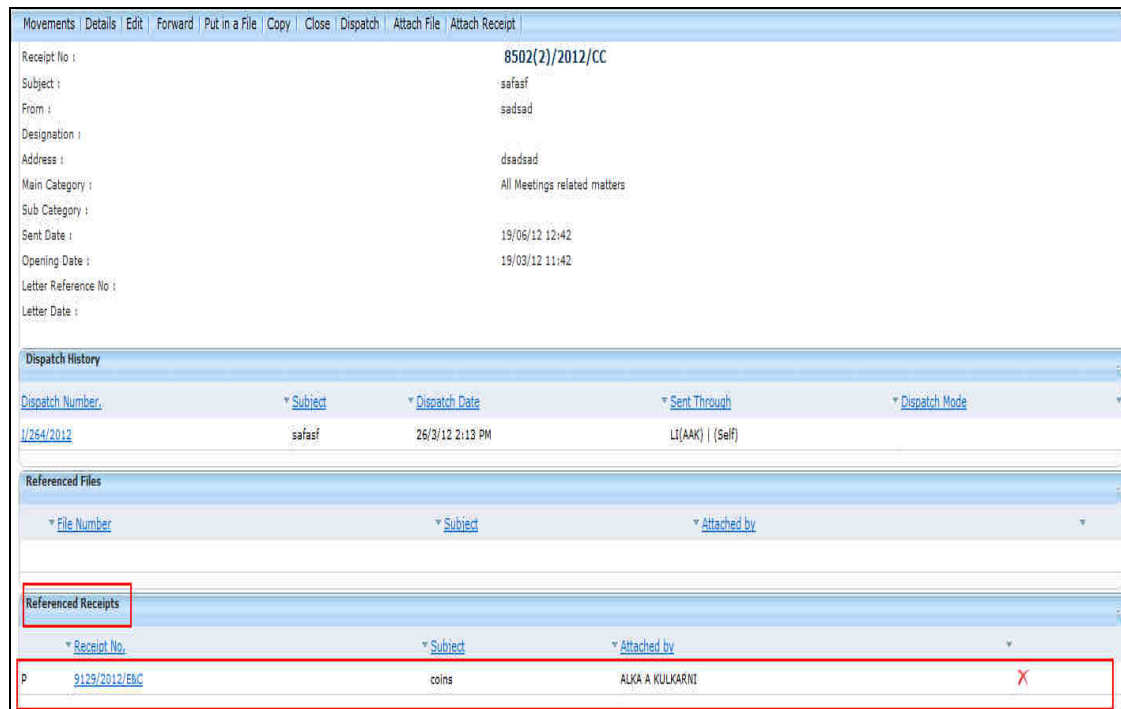 Movements | Details | Edit | Forward | Put in a File | Copy | Close | Dispatch | Attach File | Attach Receipt |
Receipt No : 8502(2)/2012/CC
Subject : safasf
From : sadsad
Designation :
Address : dsadsad
Main Category : All Meetings related matters
Sub Category :
Sent Date : 19/06/12 12:42
Opening Date : 19/03/12 11:42
Letter Reference No :
Letter Date :
Dispatch History
Dispatch Number. Subject Dispatch Date Sent Through Dispatch Mode
I/264/2012 safasf 26/3/12 2:13 PM LI(AAK) | (Self)
Referenced Files
File Number Subject Attached by
Referenced Receipts
Receipt No. Subject Attached by
P 9129/2012/E&C coins ALKA A KULKARNI